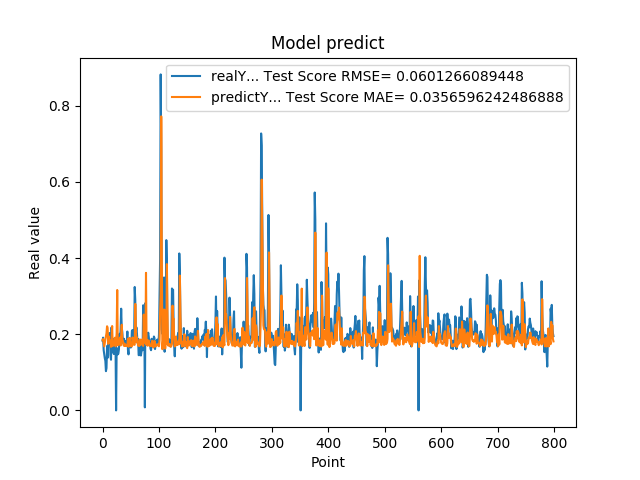 Model predict
realY... Test Score RMSE= 0.0601266089448
predictY... Test Score MAE= 0.0356596242486888
0.8
0.6
0.4
0.2
0.0
Real value
0 100 200 300 400 500 600 700 800
Point